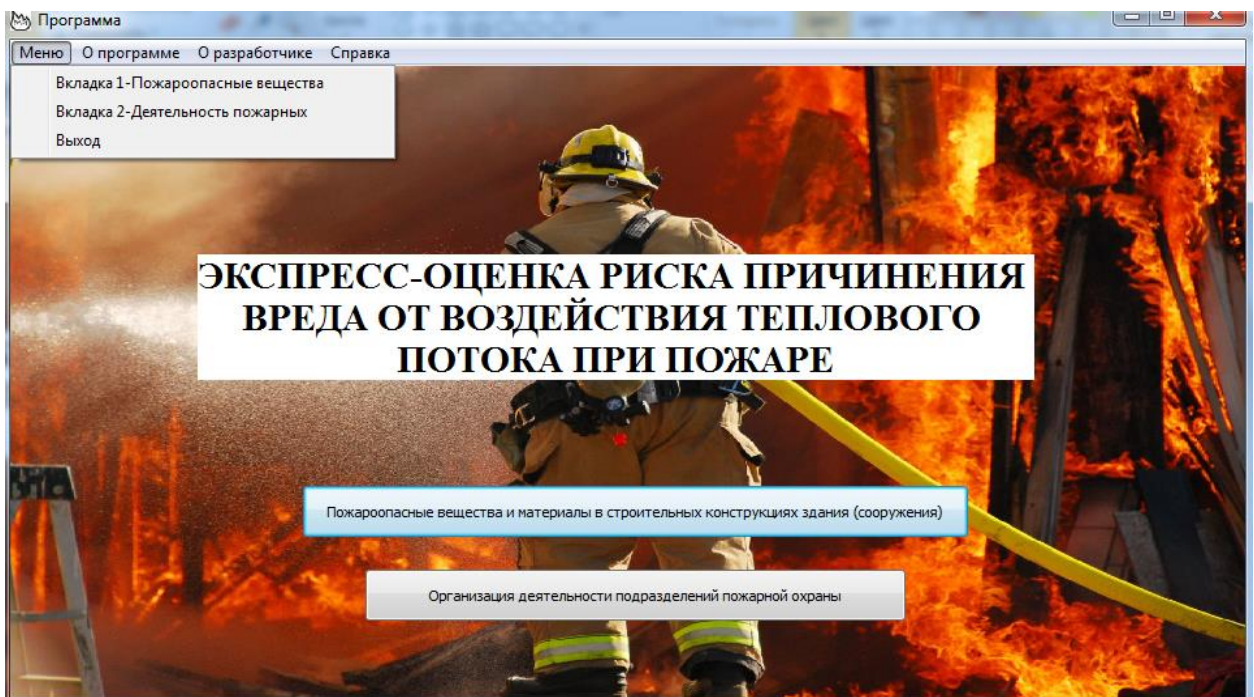 Программа
Меню О программе О разработчике Справка
Вкладка 1-Пожароопасные вещества
Вкладка 2-Деятельность пожарных
Выход
ЭКСПРЕСС-ОЦЕНКА РИСКА ПРИЧИНЕНИЯ
ВРЕДА ОТ ВОЗДЕЙСТВИЯ ТЕПЛОВОГО
ПОТОКА ПРИ ПОЖАРЕ
Пожароопасные вещества и материалы в строительных конструкциях здания (сооружения)
Организация деятельности подразделений пожарной охраны